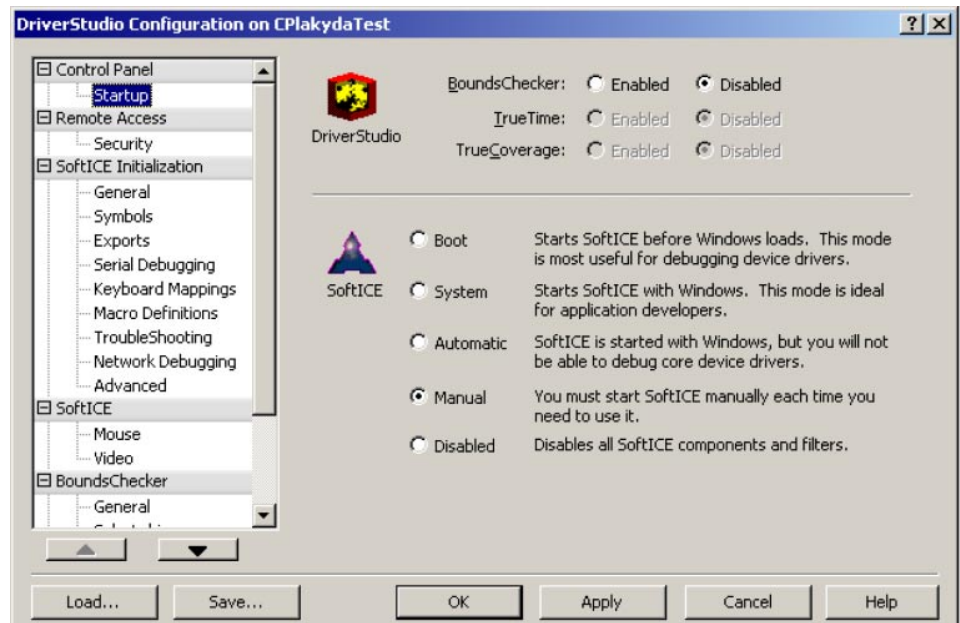 DriverStudio Configuration on CPlakydaTest
Control Panel
Startup
Remote Access
Security
SoftICE Initialization
General
Symbols
Exports
Serial Debugging
Keyboard Mappings
Macro Definitions
TroubleShooting
Network Debugging
Advanced
SoftICE
Mouse
Video
BoundsChecker
General
DriverStudio
BoundsChecker: Enabled Disabled
TrueTime: Enabled Disabled
TrueCoverage: Enabled Disabled
SoftICE
Boot Starts SoftICE before Windows loads. This mode
is most useful for debugging device drivers.
System Starts SoftICE with Windows. This mode is ideal
for application developers.
Automatic SoftICE is started with Windows, but you will not
be able to debug core device drivers.
Manual You must start SoftICE manually each time you
need to use it.
Disabled Disables all SoftICE components and filters.
Load... Save... OK Apply Cancel Help